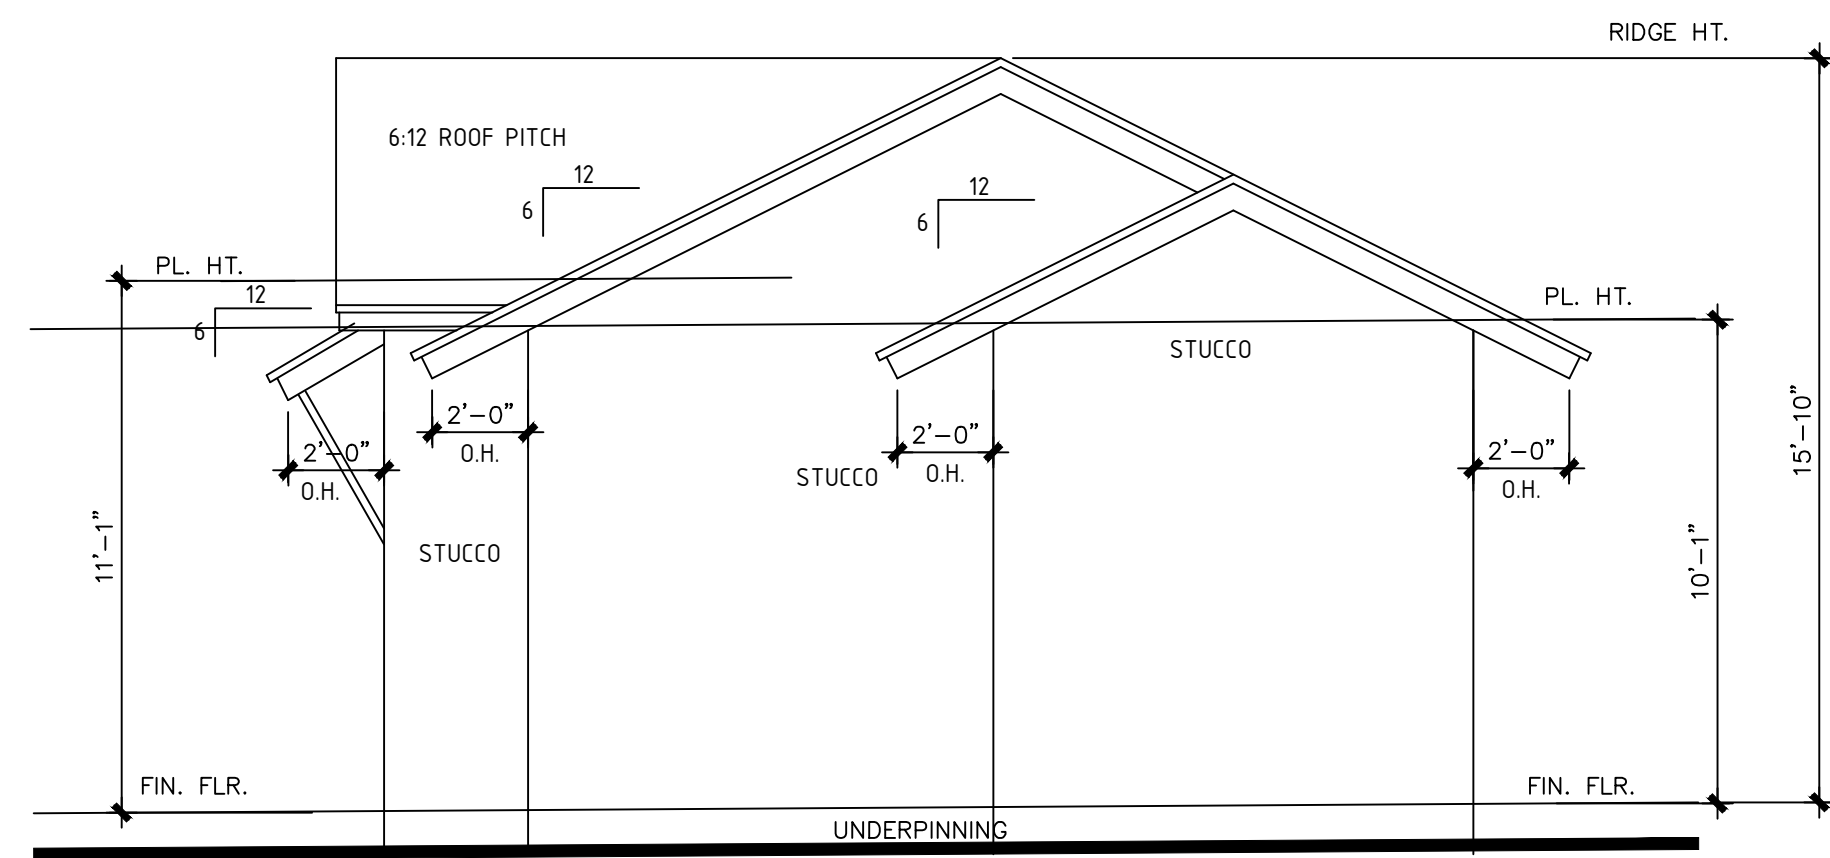 RIDGE HT.
6:12 ROOF PITCH
12
6
12
6
PL. HT.
12
6
PL. HT.
STUCCO
2'-0"
O.H.
2'-0"
O.H.
2'-0"
O.H.
2'-0"
O.H.
STUCCO
STUCCO
11'-1"
10'-1"
15'-10"
FIN. FLR.
FIN. FLR.
UNDERPINNING